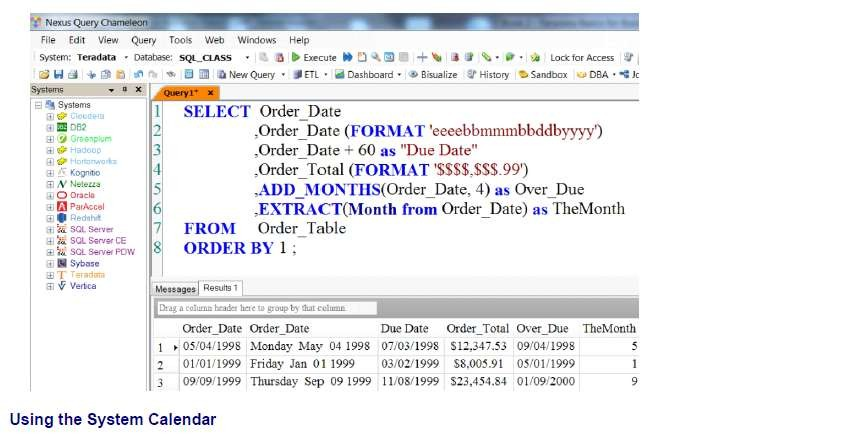 Nexus Query Chameleon
File Edit View Query Tools Web Windows Help
System: Teradata Database: SQL_CLASS Execute Lock for Access
New Query ETL Dashboard Bisualize History Sandbox DBA
Systems
Query1* x
Systems
Cloudera
DB2
Greenplum
Hadoop
Hortonworks
Kognitio
Netezza
Oracle
ParAccel
Redshift
SQL Server
SQL Server CE
SQL Server PDW
Sybase
Teradata
Vertica
1 SELECT Order_Date
2 ,Order_Date (FORMAT 'eeeebbmmmbbddbyyyy')
3 ,Order_Date + 60 as "Due Date"
4 ,Order_Total (FORMAT '$$$$,$$$.99')
5 ,ADD_MONTHS(Order_Date, 4) as Over_Due
6 ,EXTRACT(Month from Order_Date) as TheMonth
7 FROM Order_Table
8 ORDER BY 1 ;
Messages Results 1
Drag a column header here to group by that column.
Order_Date Order_Date Due Date Order_Total Over_Due TheMonth
1 05/04/1998 Monday May 04 1998 07/03/1998 $12,347.53 09/04/1998 5
2 01/01/1999 Friday Jan 01 1999 03/02/1999 $8,005.91 05/01/1999 1
3 09/09/1999 Thursday Sep 09 1999 11/08/1999 $23,454.84 01/09/2000 9
Using the System Calendar